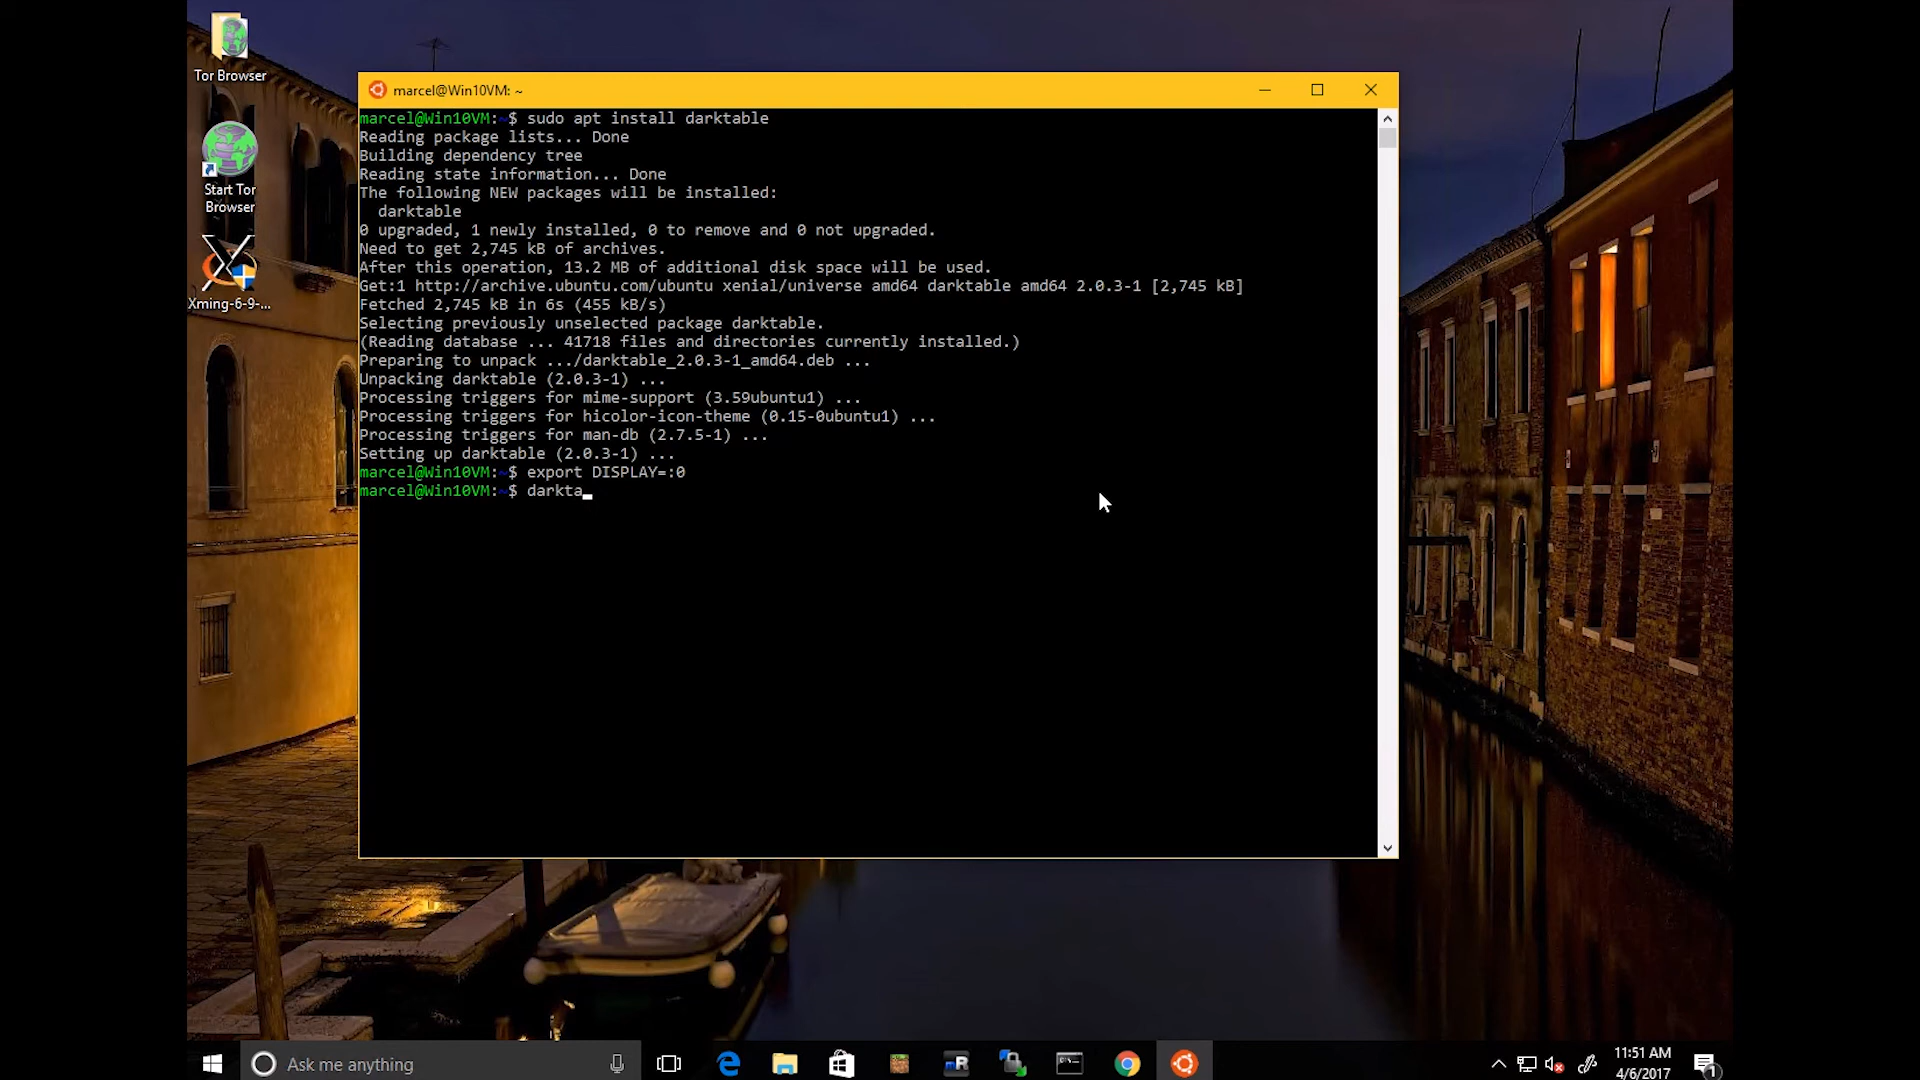 Tor Browser
Start Tor
Browser
Xming-6-9-...
marcel@Win10VM: ~
marcel@Win10VM:~$ sudo apt install darktable
Reading package lists... Done
Building dependency tree
Reading state information... Done
The following NEW packages will be installed:
darktable
0 upgraded, 1 newly installed, 0 to remove and 0 not upgraded.
Need to get 2,745 kB of archives.
After this operation, 13.2 MB of additional disk space will be used.
Get:1 http://archive.ubuntu.com/ubuntu xenial/universe amd64 darktable amd64 2.0.3-1 [2,745 kB]
Fetched 2,745 kB in 6s (455 kB/s)
Selecting previously unselected package darktable.
(Reading database ... 41718 files and directories currently installed.)
Preparing to unpack .../darktable_2.0.3-1_amd64.deb ...
Unpacking darktable (2.0.3-1) ...
Processing triggers for mime-support (3.59ubuntu1) ...
Processing triggers for hicolor-icon-theme (0.15-0ubuntu1) ...
Processing triggers for man-db (2.7.5-1) ...
Setting up darktable (2.0.3-1) ...
marcel@Win10VM:~$ export DISPLAY=:0
marcel@Win10VM:~$ darkta_
Ask me anything
mR
11:51 AM
4/6/2017
1